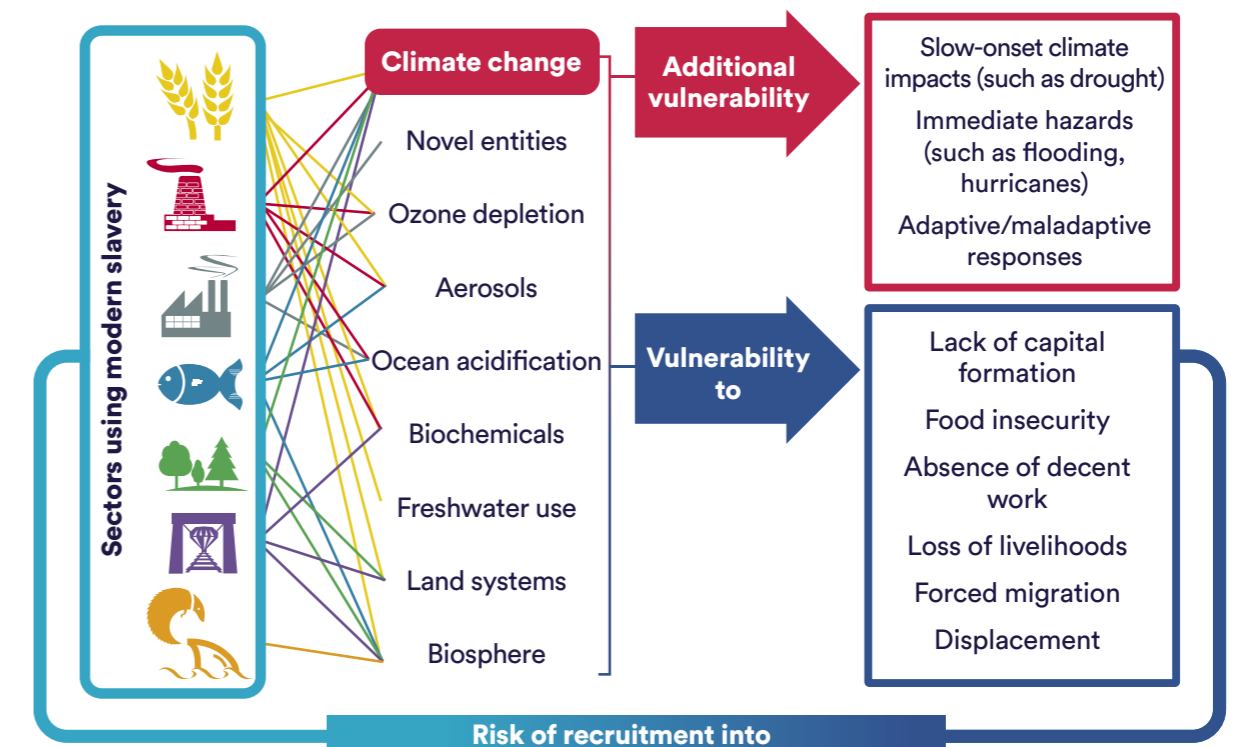 Sectors using modern slavery
Climate change
Novel entities
Ozone depletion
Aerosols
Ocean acidification
Biochemicals
Freshwater use
Land systems
Biosphere
Additional
vulnerability
Slow-onset climate
impacts (such as drought)
Immediate hazards
(such as flooding,
hurricanes)
Adaptive/maladaptive
responses
Vulnerability
to
Lack of capital
formation
Food insecurity
Absence of decent
work
Loss of livelihoods
Forced migration
Displacement
Risk of recruitment into